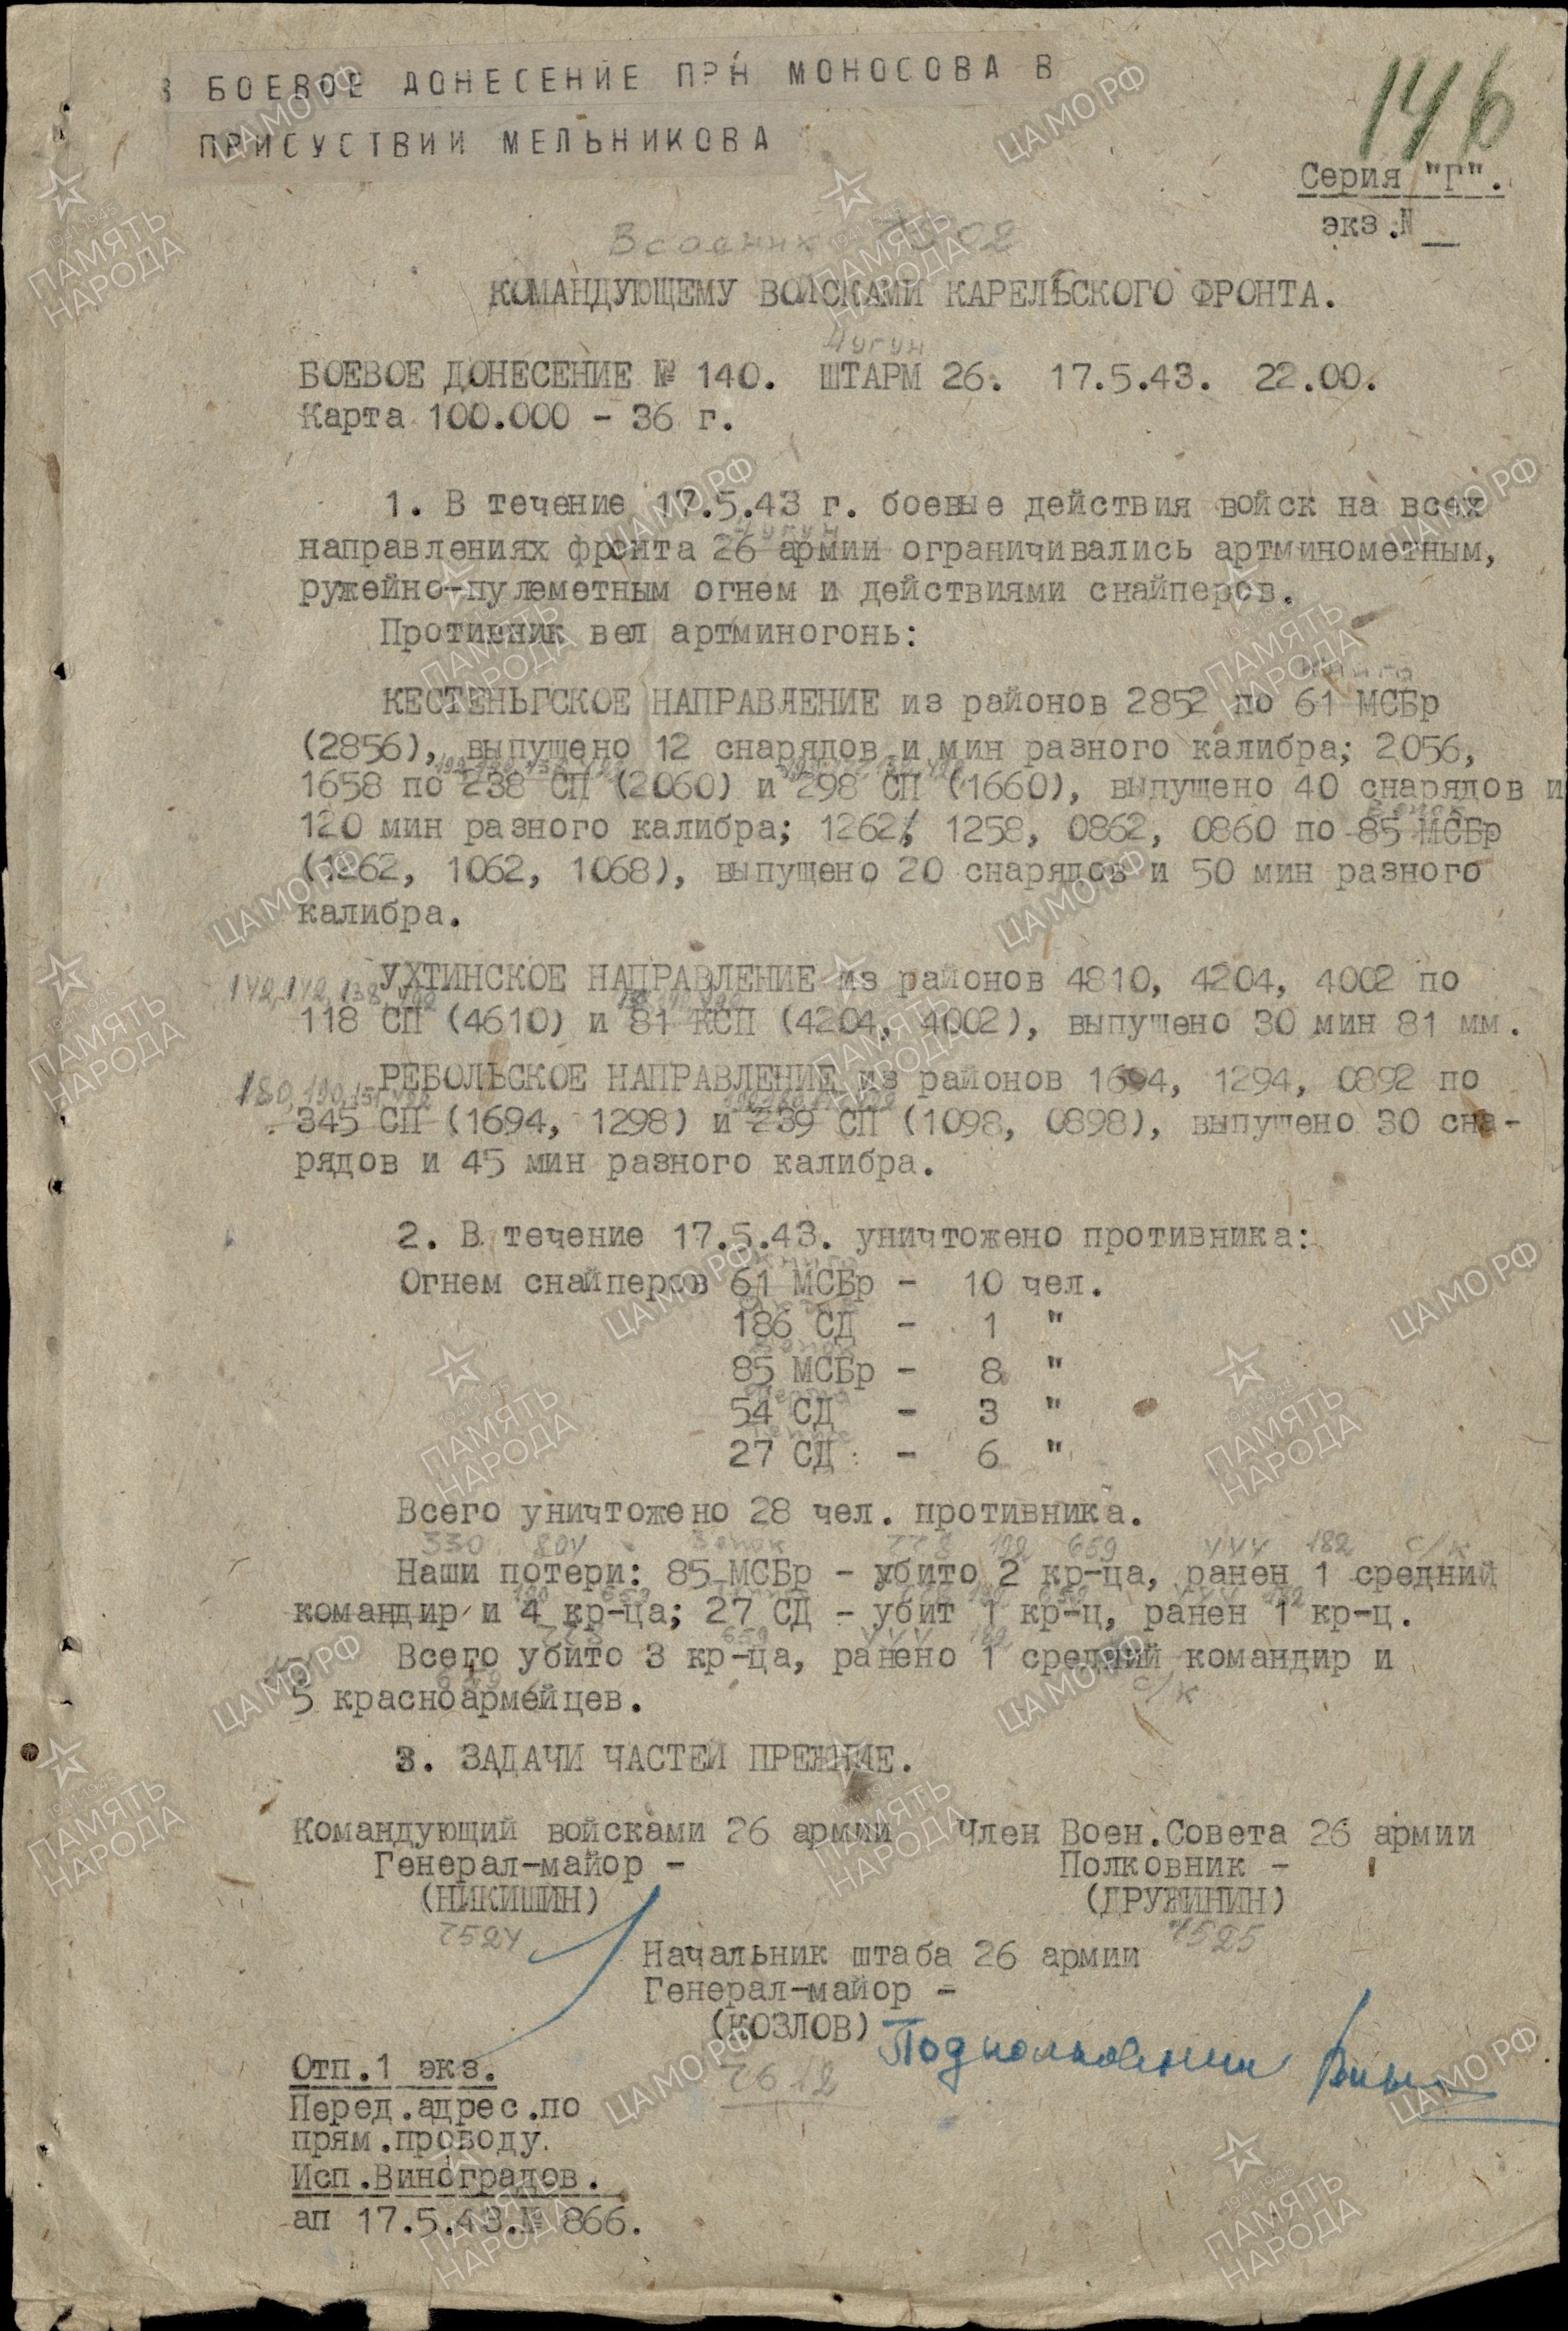 БОЕВОЕ ДОНЕСЕНИЕ ПРН МОНОСОВА В
ПРИСУСТВИИ МЕЛЬНИКОВА
146
Серия "Г".
экз.N
КОМАНДУЮЩЕМУ ВОЙСКАМИ КАРЕЛЬСКОГО ФРОНТА.
Чугун
БОЕВОЕ ДОНЕСЕНИЕ № 140. ШТАРМ 26. 17.5.43. 22.00.
Карта 100.000 - 36 г.
1. В течение 17.5.43 г. боевые действия войск на всех
направлениях фронта 26 армии ограничивались артминометным,
ружейно-пулеметным огнем и действиями снайперов.
Противник вел артминогонь:
КЕСТЕНЬГСКОЕ НАПРАВЛЕНИЕ из районов 2852 по 61 МСБр
(2856), выпущено 12 снарядов и мин разного калибра; 2056,
1658 по 238 СП (2060) и 298 СП (1660), выпущено 40 снарядов и
120 мин разного калибра; 1262, 1258, 0862, 0860 по 85 МСБр
(1262, 1062, 1068), выпущено 20 снарядов и 50 мин разного
калибра.
УХТИНСКОЕ НАПРАВЛЕНИЕ из районов 4810, 4204, 4002 по
118 СП (4610) и 81 КСП (4204, 4002), выпущено 30 мин 81 мм.
РЕБОЛЬСКОЕ НАПРАВЛЕНИЕ из районов 1694, 1294, 0892 по
345 СП (1694, 1298) и 239 СП (1098, 0898), выпущено 30 сна-
рядов и 45 мин разного калибра.
2. В течение 17.5.43. уничтожено противника:
Огнем снайперов 61 МСБр - 10 чел.
186 СД - 1 "
85 МСБр - 8 "
54 СД - 3 "
27 СД - 6 "
Всего уничтожено 28 чел. противника.
Наши потери: 85 МСБр - убито 2 кр-ца, ранен 1 средний
командир и 4 кр-ца; 27 СД - убит 1 кр-ц, ранен 1 кр-ц.
Всего убито 3 кр-ца, ранено 1 средний командир и
с/к
5 красноармейцев.
3. ЗАДАЧИ ЧАСТЕЙ ПРЕЖНИЕ.
Командующий войсками 26 армии Член Воен.Совета 26 армии
Генерал-майор - Полковник -
(НИКИШИН) (ДРУЖИНИН)
Начальник штаба 26 армии
Генерал-майор -
(КОЗЛОВ) Подполковник
Отп.1 экз.
Перед.адрес.по
прям.проводу.
Исп.Виноградов.
ап 17.5.43.№ 866.
ЦАМО РФ
1941-1945
ПАМЯТЬ
НАРОДА